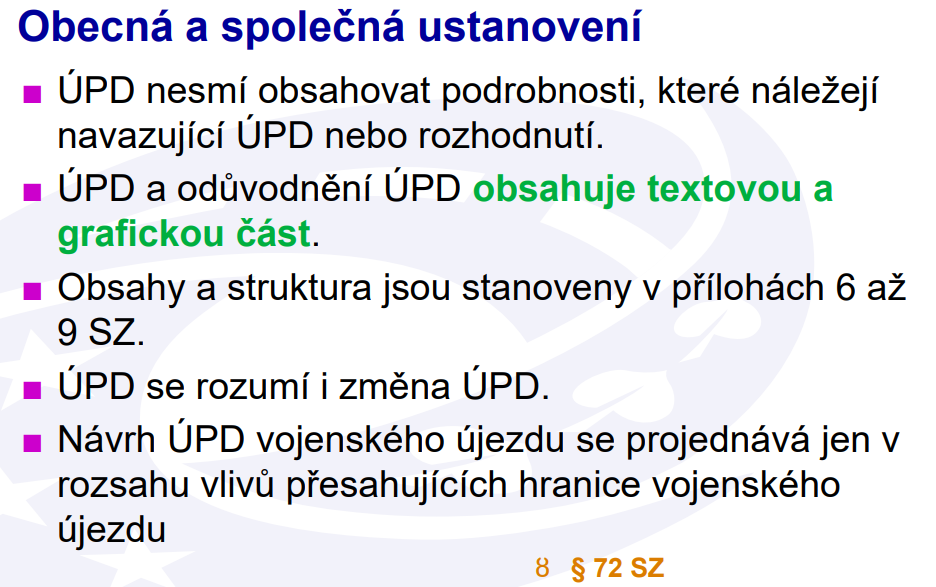 Obecná a společná ustanovení
ÚPD nesmí obsahovat podrobnosti, které náležejí
navazující ÚPD nebo rozhodnutí.
ÚPD a odůvodnění ÚPD obsahuje textovou a
grafickou část.
Obsahy a struktura jsou stanoveny v přílohách 6 až
9 SZ.
ÚPD se rozumí i změna ÚPD.
Návrh ÚPD vojenského újezdu se projednává jen v
rozsahu vlivů přesahujících hranice vojenského
újezdu
8 § 72 SZ